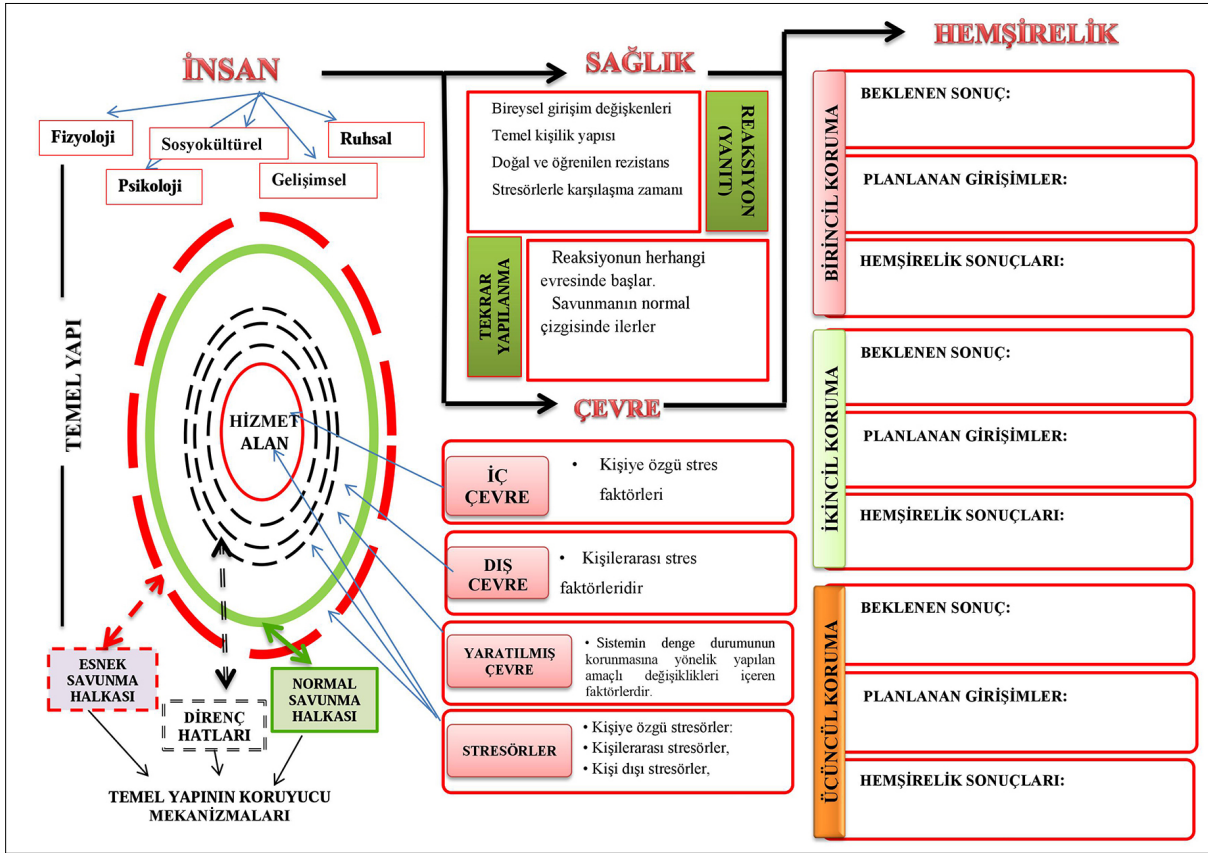 İNSAN
Fizyoloji
Sosyokültürel
Ruhsal
Psikoloji
Gelişimsel
TEMEL YAPI
HİZMET
ALAN
ESNEK
SAVUNMA
HALKASI
DİRENÇ
HATLARI
NORMAL
SAVUNMA
HALKASI
TEMEL YAPININ KORUYUCU
MEKANİZMALARI
SAĞLIK
Bireysel girişim değişkenleri
Temel kişilik yapısı
Doğal ve öğrenilen rezistans
Stresörlerle karşılaşma zamanı
REAKSIYON
(YANIT)
TEKRAR
YAPILANMA
Reaksiyonun herhangi
evresinde başlar.
Savunmanın normal
çizgisinde ilerler
ÇEVRE
İÇ
ÇEVRE
• Kişiye özgü stres
faktörleri
DIŞ
ÇEVRE
• Kişilerarası stres
faktörleridir
YARATILMIŞ
ÇEVRE
• Sistemin denge durumunun
korunmasına yönelik yapılan
amaçlı değişiklikleri içeren
faktörlerdir.
STRESÖRLER
• Kişiye özgü stresörler:
• Kişilerarası stresörler,
• Kişi dışı stresörler,
HEMŞİRELİK
BİRİNCİL KORUMA
BEKLENEN SONUÇ:
PLANLANAN GİRİŞİMLER:
HEMŞİRELİK SONUÇLARI:
İKİNCİL KORUMA
BEKLENEN SONUÇ:
PLANLANAN GİRİŞİMLER:
HEMŞİRELİK SONUÇLARI:
ÜÇÜNCÜL KORUMA
BEKLENEN SONUÇ:
PLANLANAN GİRİŞİMLER:
HEMŞİRELİK SONUÇLARI: